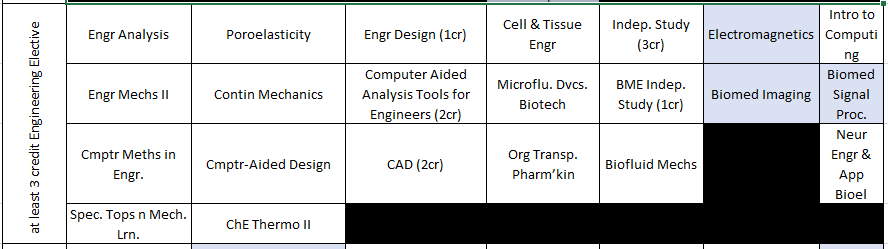 at least 3 credit Engineering Elective
Engr Analysis
Poroelasticity
Engr Design (1cr)
Cell & Tissue
Engr
Indep. Study
(3cr)
Electromagnetics
Intro to
Computi
ng
Engr Mechs II
Contin Mechanics
Computer Aided
Analysis Tools for
Engineers (2cr)
Microflu. Dvcs.
Biotech
BME Indep.
Study (1cr)
Biomed Imaging
Biomed
Signal
Proc.
Cmptr Meths in
Engr.
Cmptr-Aided Design
CAD (2cr)
Org Transp.
Pharm'kin
Biofluid Mechs
Neur
Engr &
App
Bioel
Spec. Tops n Mech.
Lrn.
ChE Thermo II